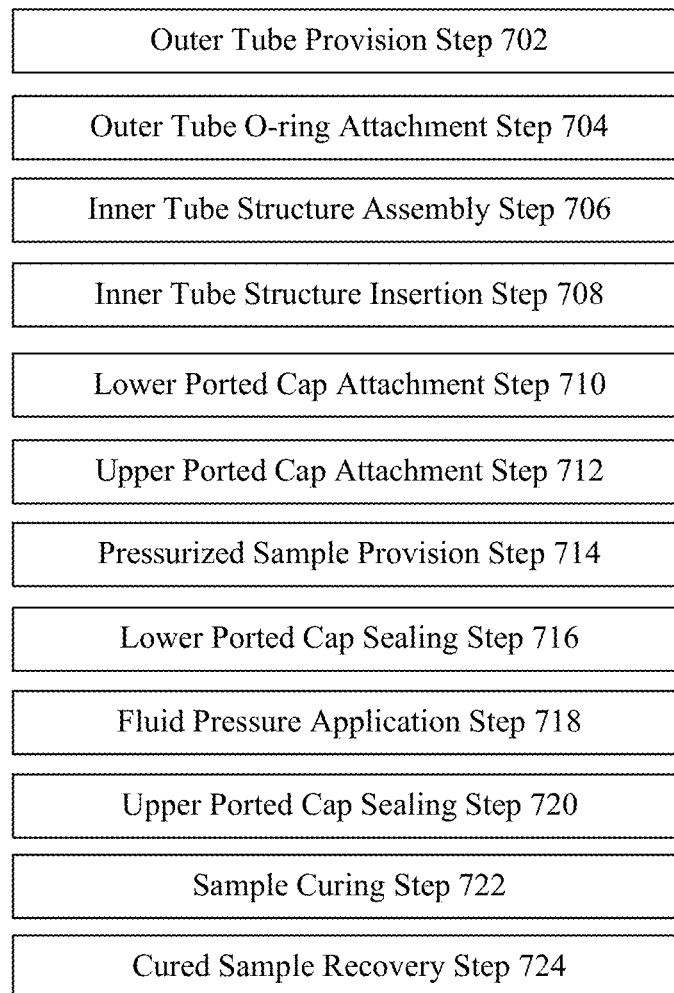 Outer Tube Provision Step 702
Outer Tube O-ring Attachment Step 704
Inner Tube Structure Assembly Step 706
Inner Tube Structure Insertion Step 708
Lower Ported Cap Attachment Step 710
Upper Ported Cap Attachment Step 712
Pressurized Sample Provision Step 714
Lower Ported Cap Sealing Step 716
Fluid Pressure Application Step 718
Upper Ported Cap Sealing Step 720
Sample Curing Step 722
Cured Sample Recovery Step 724